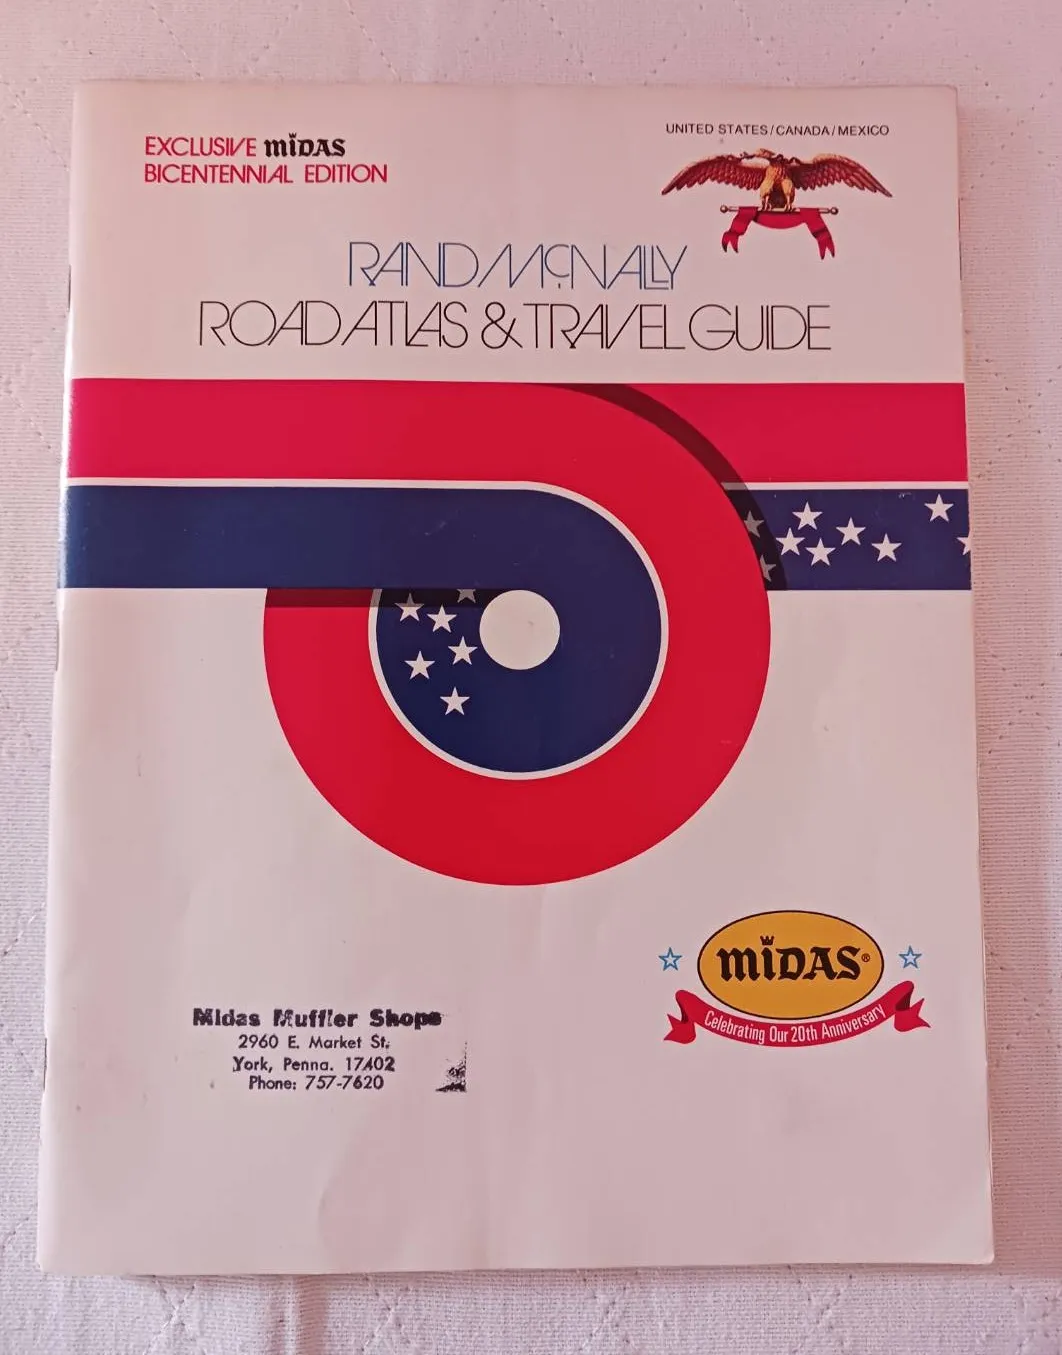 EXCLUSIVE MIDAS
BICENTENNIAL EDITION
UNITED STATES/CANADA/MEXICO
RAND McNALLY
ROAD ATLAS & TRAVEL GUIDE
MIDAS®
Celebrating Our 20th Anniversary
Midas Muffler Shops
2960 E. Market St.
York, Penna. 17402
Phone: 757-7620